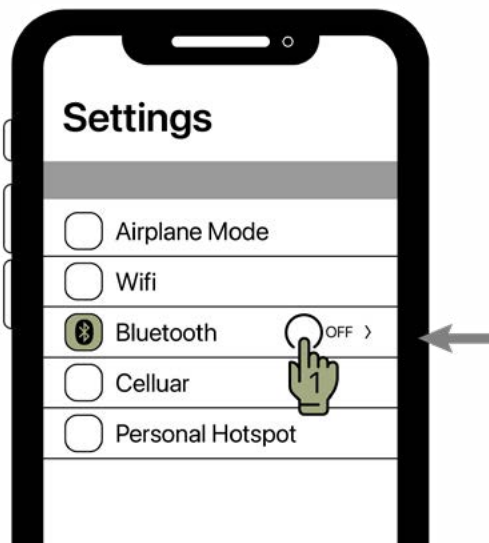 Settings
Airplane Mode
Wifi
Bluetooth OFF >
1
Celluar
Personal Hotspot